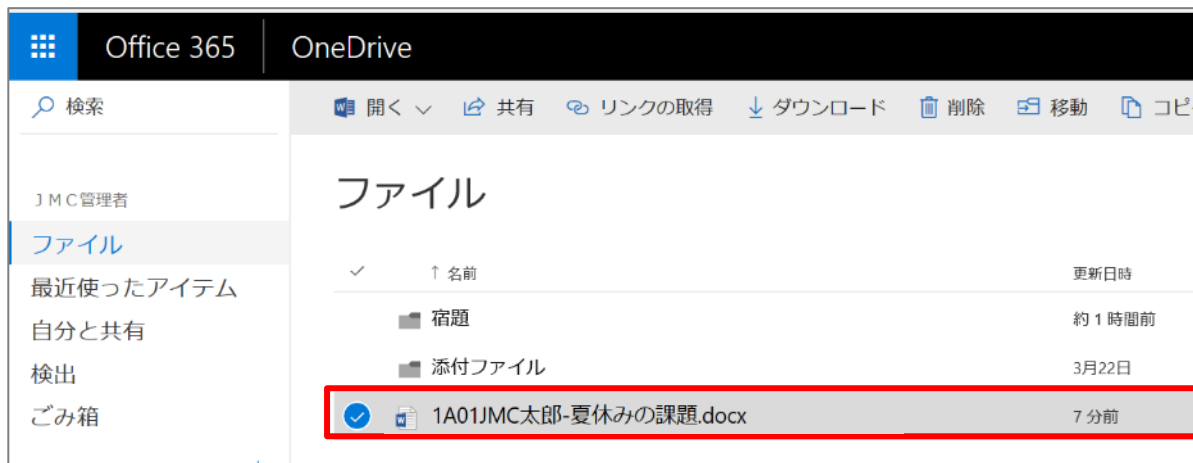 Office 365 OneDrive
検索 開く 共有 リンクの取得 ダウンロード 削除 移動 コピ
JMC管理者
ファイル
ファイル
最近使ったアイテム
自分と共有
検出
ごみ箱
↑ 名前 更新日時
宿題 約 1 時間前
添付ファイル 3月22日
1A01JMC太郎-夏休みの課題.docx 7 分前